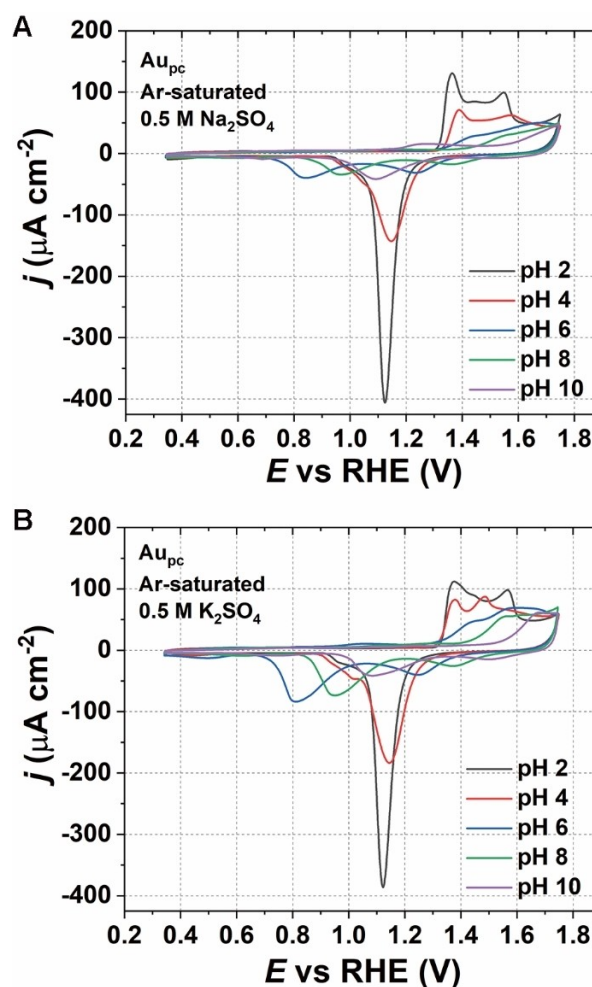 A
Au_pc
Ar-saturated
0.5 M Na₂SO₄
200
100
0
-100
-200
-300
-400
j (μA cm⁻²)
pH 2
pH 4
pH 6
pH 8
pH 10
0.2 0.4 0.6 0.8 1.0 1.2 1.4 1.6 1.8
E vs RHE (V)
B
Au_pc
Ar-saturated
0.5 M K₂SO₄
200
100
0
-100
-200
-300
-400
j (μA cm⁻²)
pH 2
pH 4
pH 6
pH 8
pH 10
0.2 0.4 0.6 0.8 1.0 1.2 1.4 1.6 1.8
E vs RHE (V)